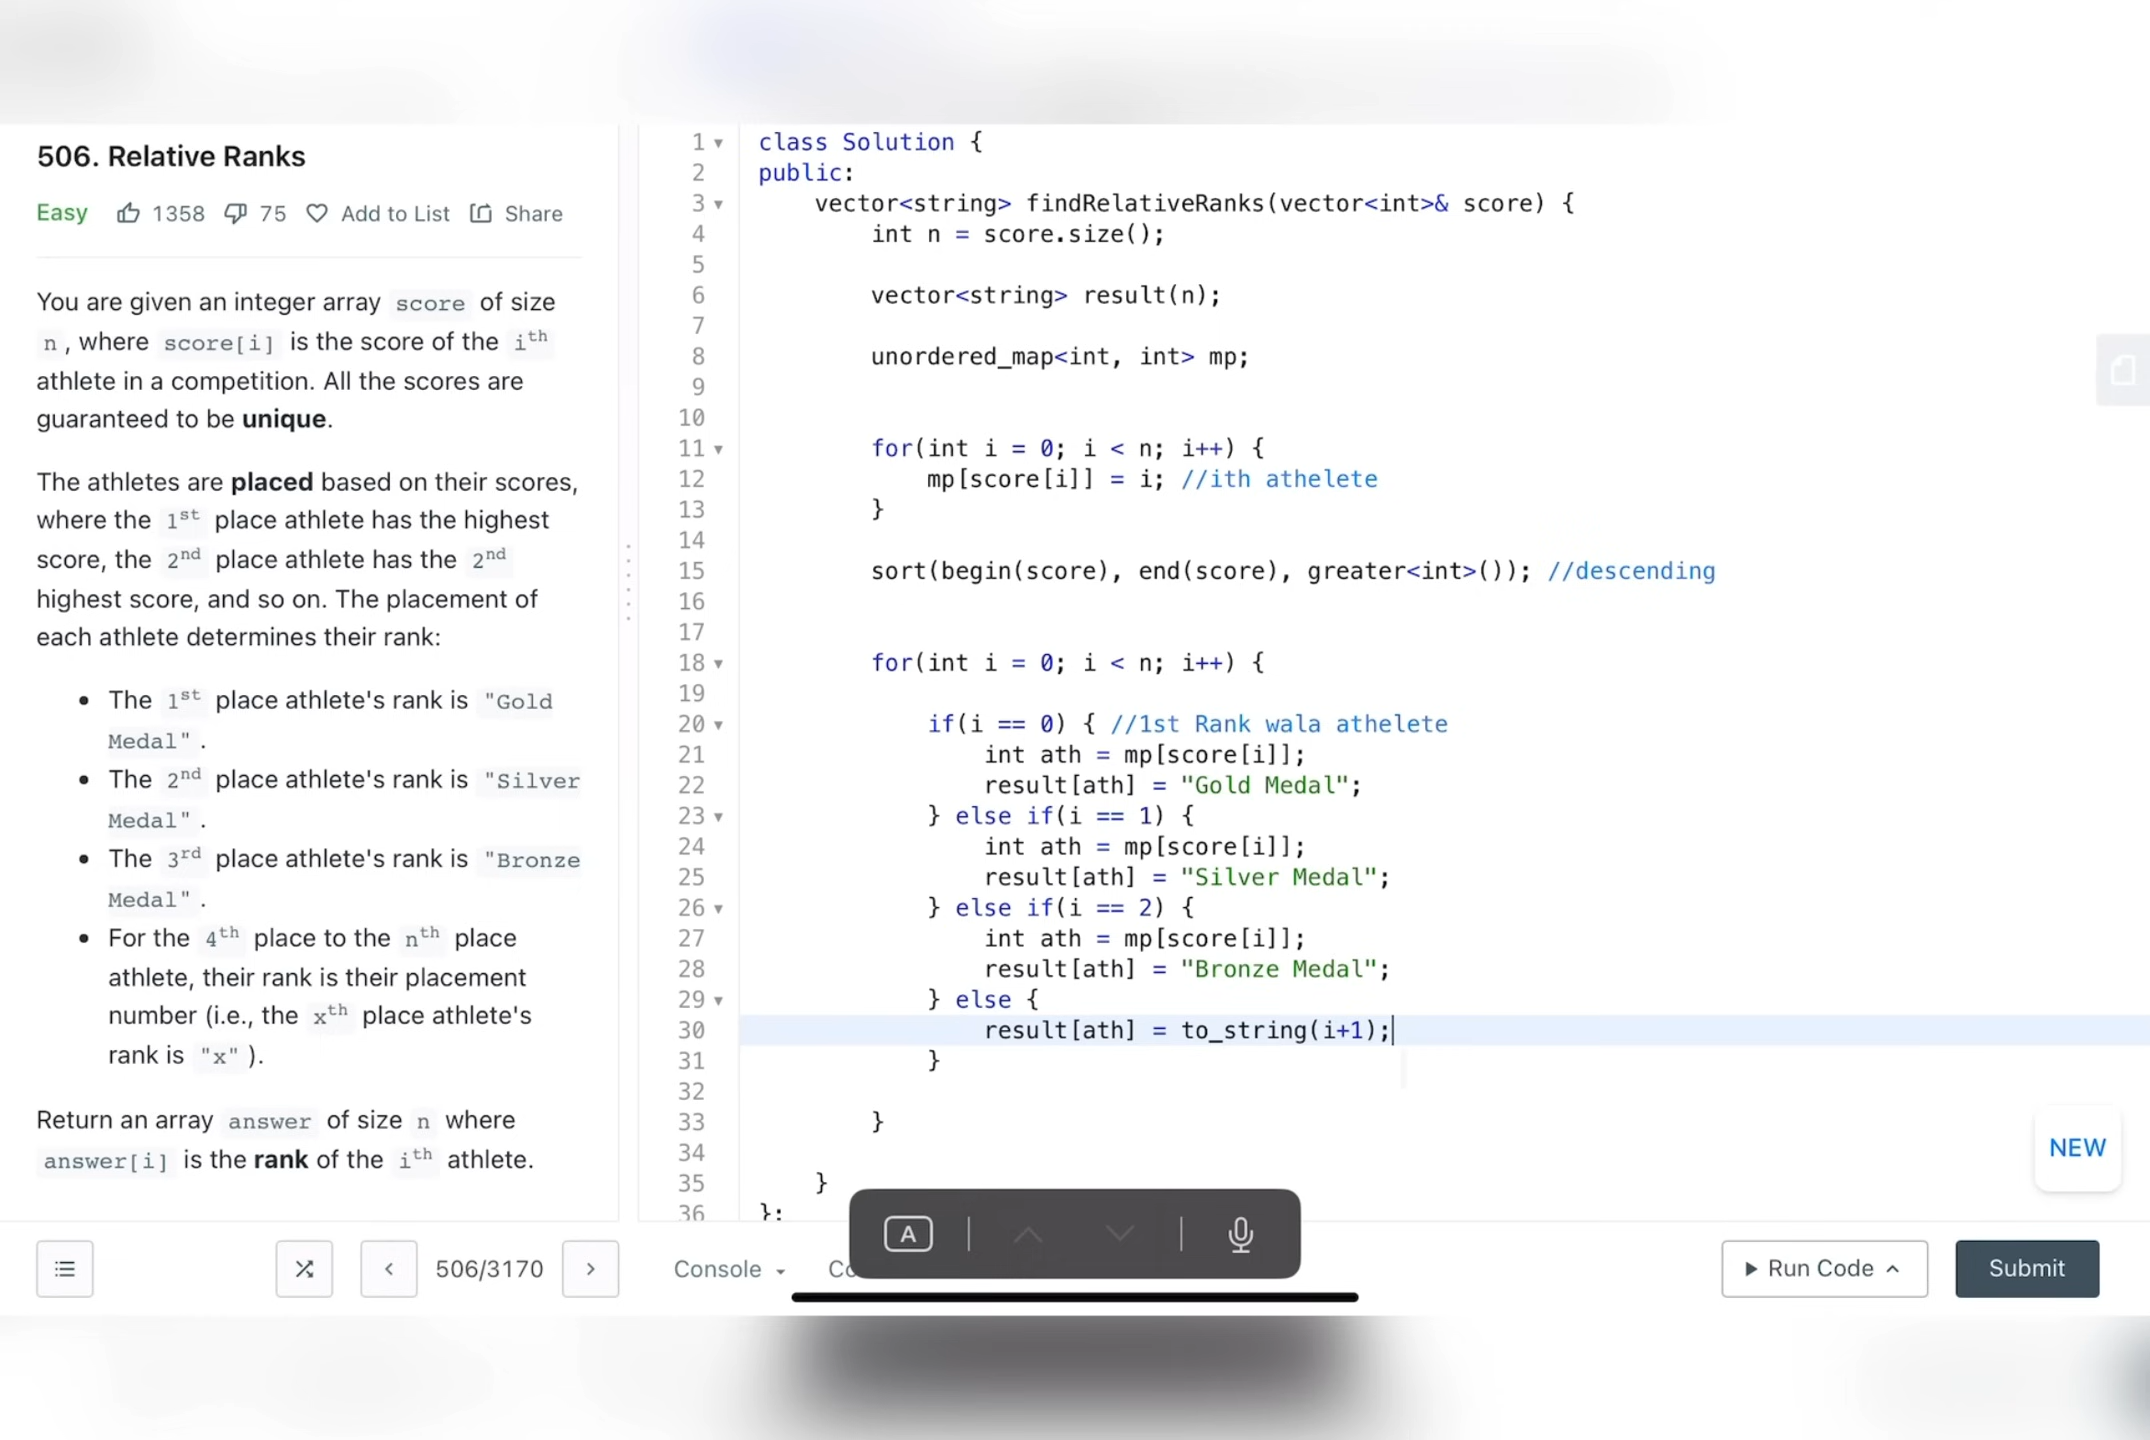 506. Relative Ranks
Easy 1358 75 Add to List Share
You are given an integer array score of size
n , where score[i] is the score of the ith
athlete in a competition. All the scores are
guaranteed to be unique.
The athletes are placed based on their scores,
where the 1st place athlete has the highest
score, the 2nd place athlete has the 2nd
highest score, and so on. The placement of
each athlete determines their rank:
• The 1st place athlete's rank is "Gold
Medal" .
• The 2nd place athlete's rank is "Silver
Medal" .
• The 3rd place athlete's rank is "Bronze
Medal" .
• For the 4th place to the nth place
athlete, their rank is their placement
number (i.e., the xth place athlete's
rank is "x" ).
Return an array answer of size n where
answer[i] is the rank of the ith athlete.
506/3170
1 class Solution {
2 public:
3 vector<string> findRelativeRanks(vector<int>& score) {
4 int n = score.size();
5
6 vector<string> result(n);
7
8 unordered_map<int, int> mp;
9
10
11 for(int i = 0; i < n; i++) {
12 mp[score[i]] = i; //ith athelete
13 }
14
15 sort(begin(score), end(score), greater<int>()); //descending
16
17
18 for(int i = 0; i < n; i++) {
19
20 if(i == 0) { //1st Rank wala athelete
21 int ath = mp[score[i]];
22 result[ath] = "Gold Medal";
23 } else if(i == 1) {
24 int ath = mp[score[i]];
25 result[ath] = "Silver Medal";
26 } else if(i == 2) {
27 int ath = mp[score[i]];
28 result[ath] = "Bronze Medal";
29 } else {
30 result[ath] = to_string(i+1);
31 }
32
33 }
34
35 }
36 };
NEW
A
Console Co
Run Code
Submit